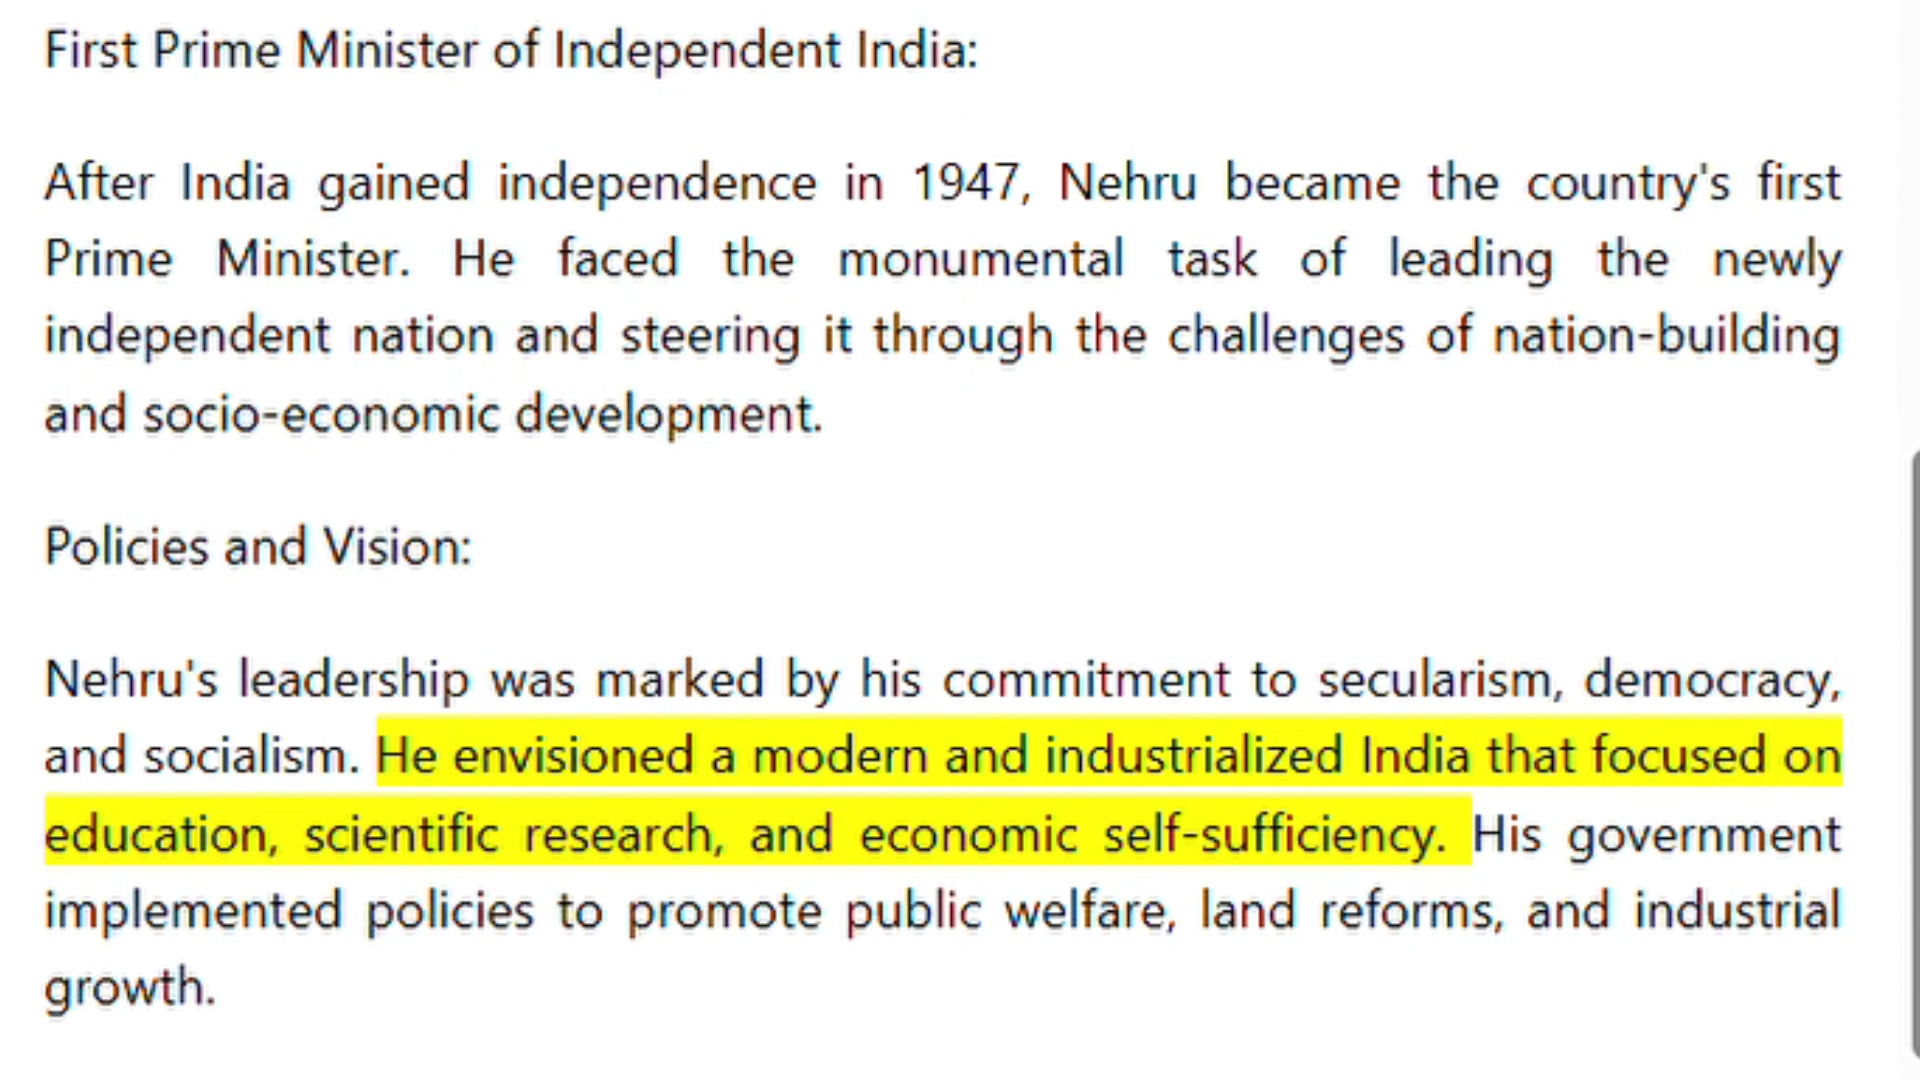 First Prime Minister of Independent India:
After India gained independence in 1947, Nehru became the country's first
Prime Minister. He faced the monumental task of leading the newly
independent nation and steering it through the challenges of nation-building
and socio-economic development.
Policies and Vision:
Nehru's leadership was marked by his commitment to secularism, democracy,
and socialism. He envisioned a modern and industrialized India that focused on
education, scientific research, and economic self-sufficiency. His government
implemented policies to promote public welfare, land reforms, and industrial
growth.